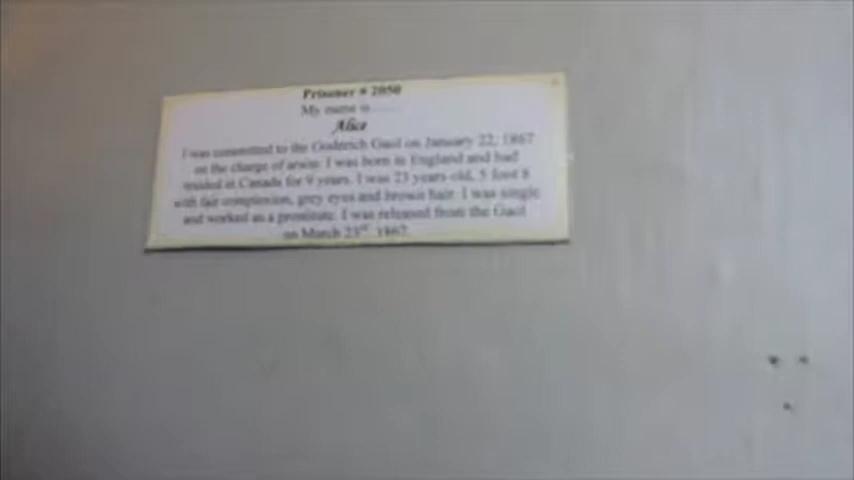 Prisoner # 2050
My name is.......
Alice
I was committed to the Goderich Gaol on January 22, 1867
on the charge of arson. I was born in England and had
resided in Canada for 9 years. I was 23 years old, 5 foot 8
with fair complexion, grey eyes and brown hair. I was single
and worked as a prostitute. I was released from the Gaol
on March 23rd, 1867.